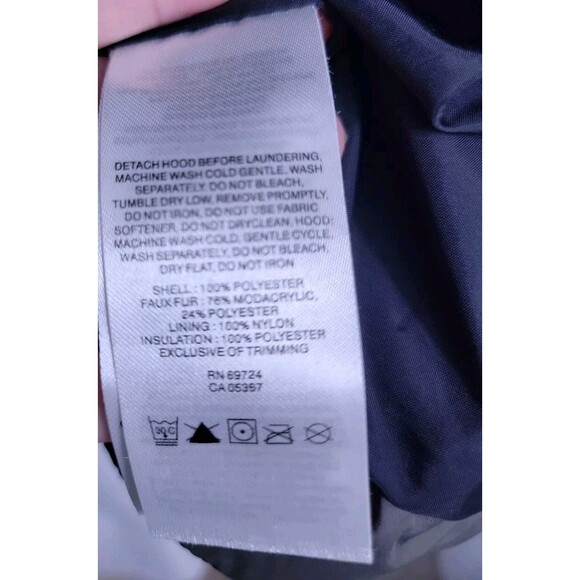 DETACH HOOD BEFORE LAUNDERING,
MACHINE WASH COLD GENTLE. WASH
SEPARATELY, DO NOT BLEACH,
TUMBLE DRY LOW, REMOVE PROMPTLY,
DO NOT IRON, DO NOT USE FABRIC
SOFTENER, DO NOT DRYCLEAN, HOOD:
MACHINE WASH COLD, GENTLE CYCLE,
WASH SEPARATELY, DO NOT BLEACH,
DRY FLAT, DO NOT IRON
SHELL : 100% POLYESTER
FAUX FUR : 76% MODACRYLIC,
24% POLYESTER
LINING : 100% NYLON
INSULATION : 100% POLYESTER
EXCLUSIVE OF TRIMMING
RN 69724
CA 05367
30 C